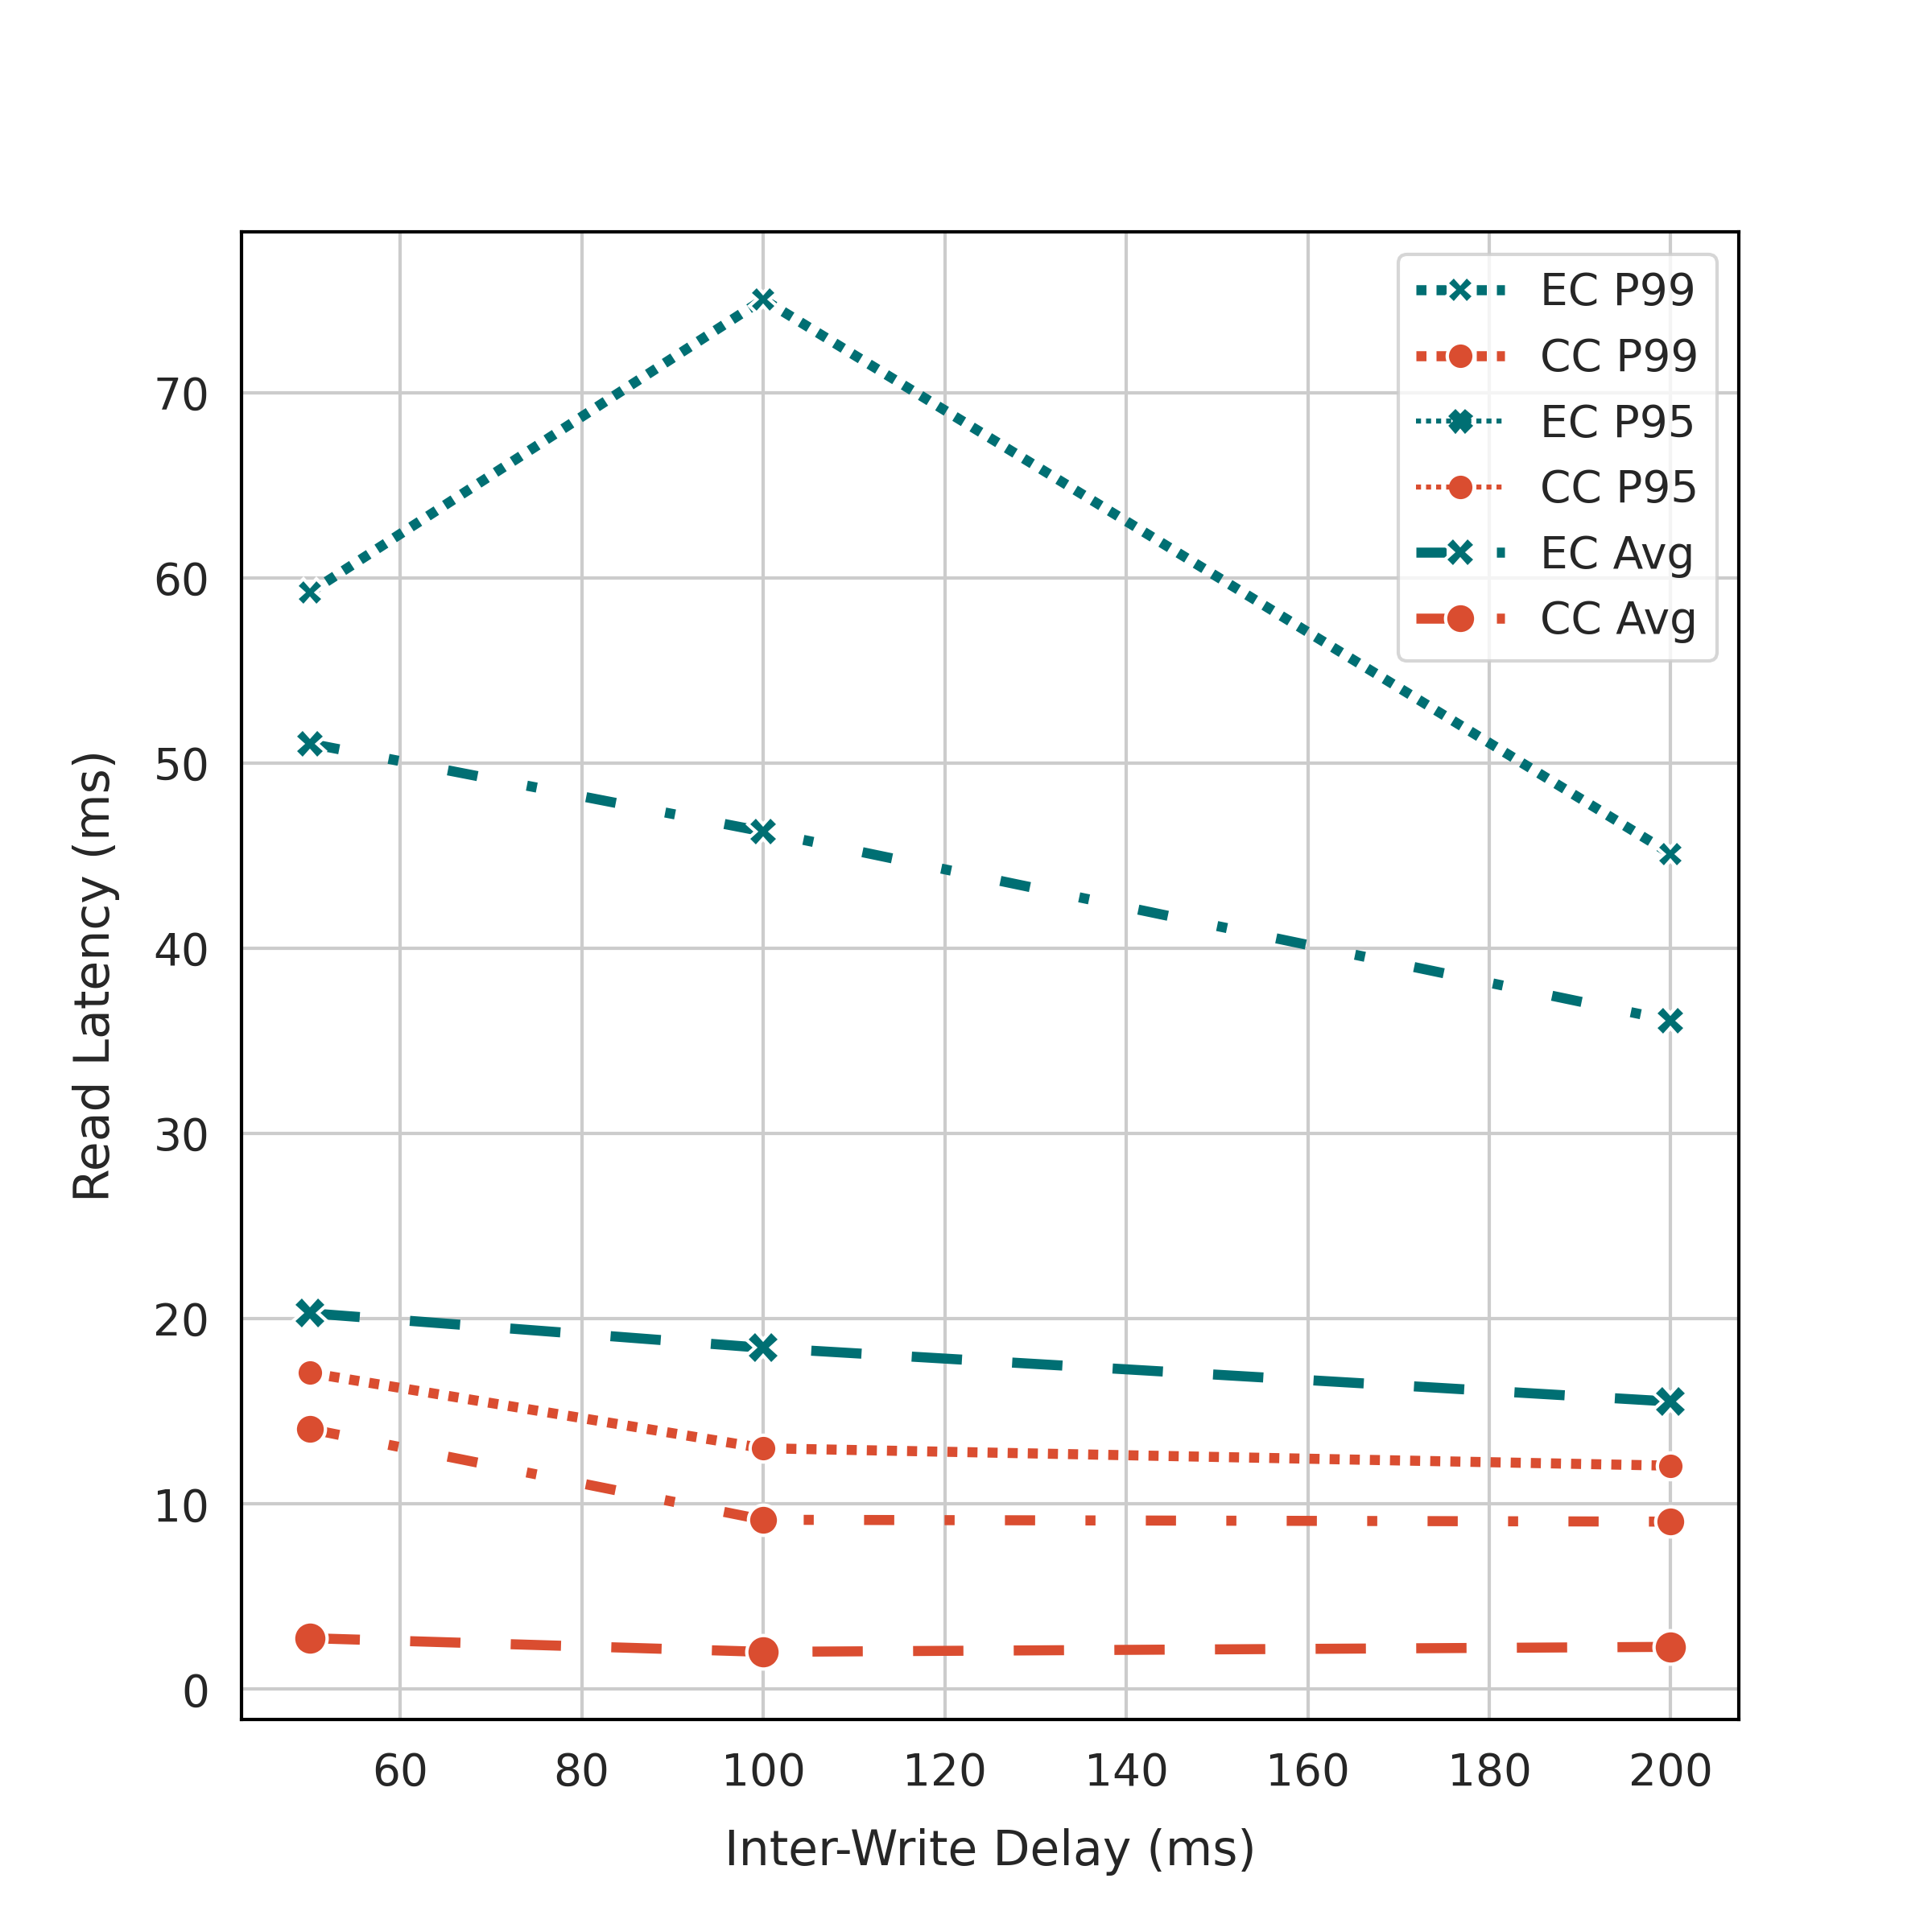 EC P99
CC P99
EC P95
CC P95
EC Avg
CC Avg
70
60
50
40
30
20
10
0
Read Latency (ms)
60 80 100 120 140 160 180 200
Inter-Write Delay (ms)